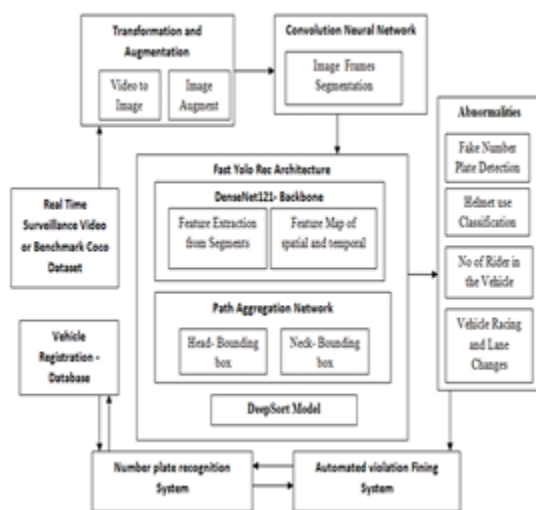 Transformation and
Augmentation
Video to
Image
Image
Augment
Convolution Neural Network
Image Frames
Segmentation
Abnormalities
Fake Number
Plate Detection
Helmet use
Classification
No of Rider in
the Vehicle
Vehicle Racing
and Lane
Changes
Fast Yolo Rec Architecture
DenseNet121- Backbone
Feature Extraction
from Segments
Feature Map of
spatial and temporal
Path Aggregation Network
Head- Bounding
box
Neck- Bounding
box
DeepSort Model
Real Time
Surveillance Video
or Benchmark Coco
Dataset
Vehicle
Registration -
Database
Number plate recognition
System
Automated violation Fining
System